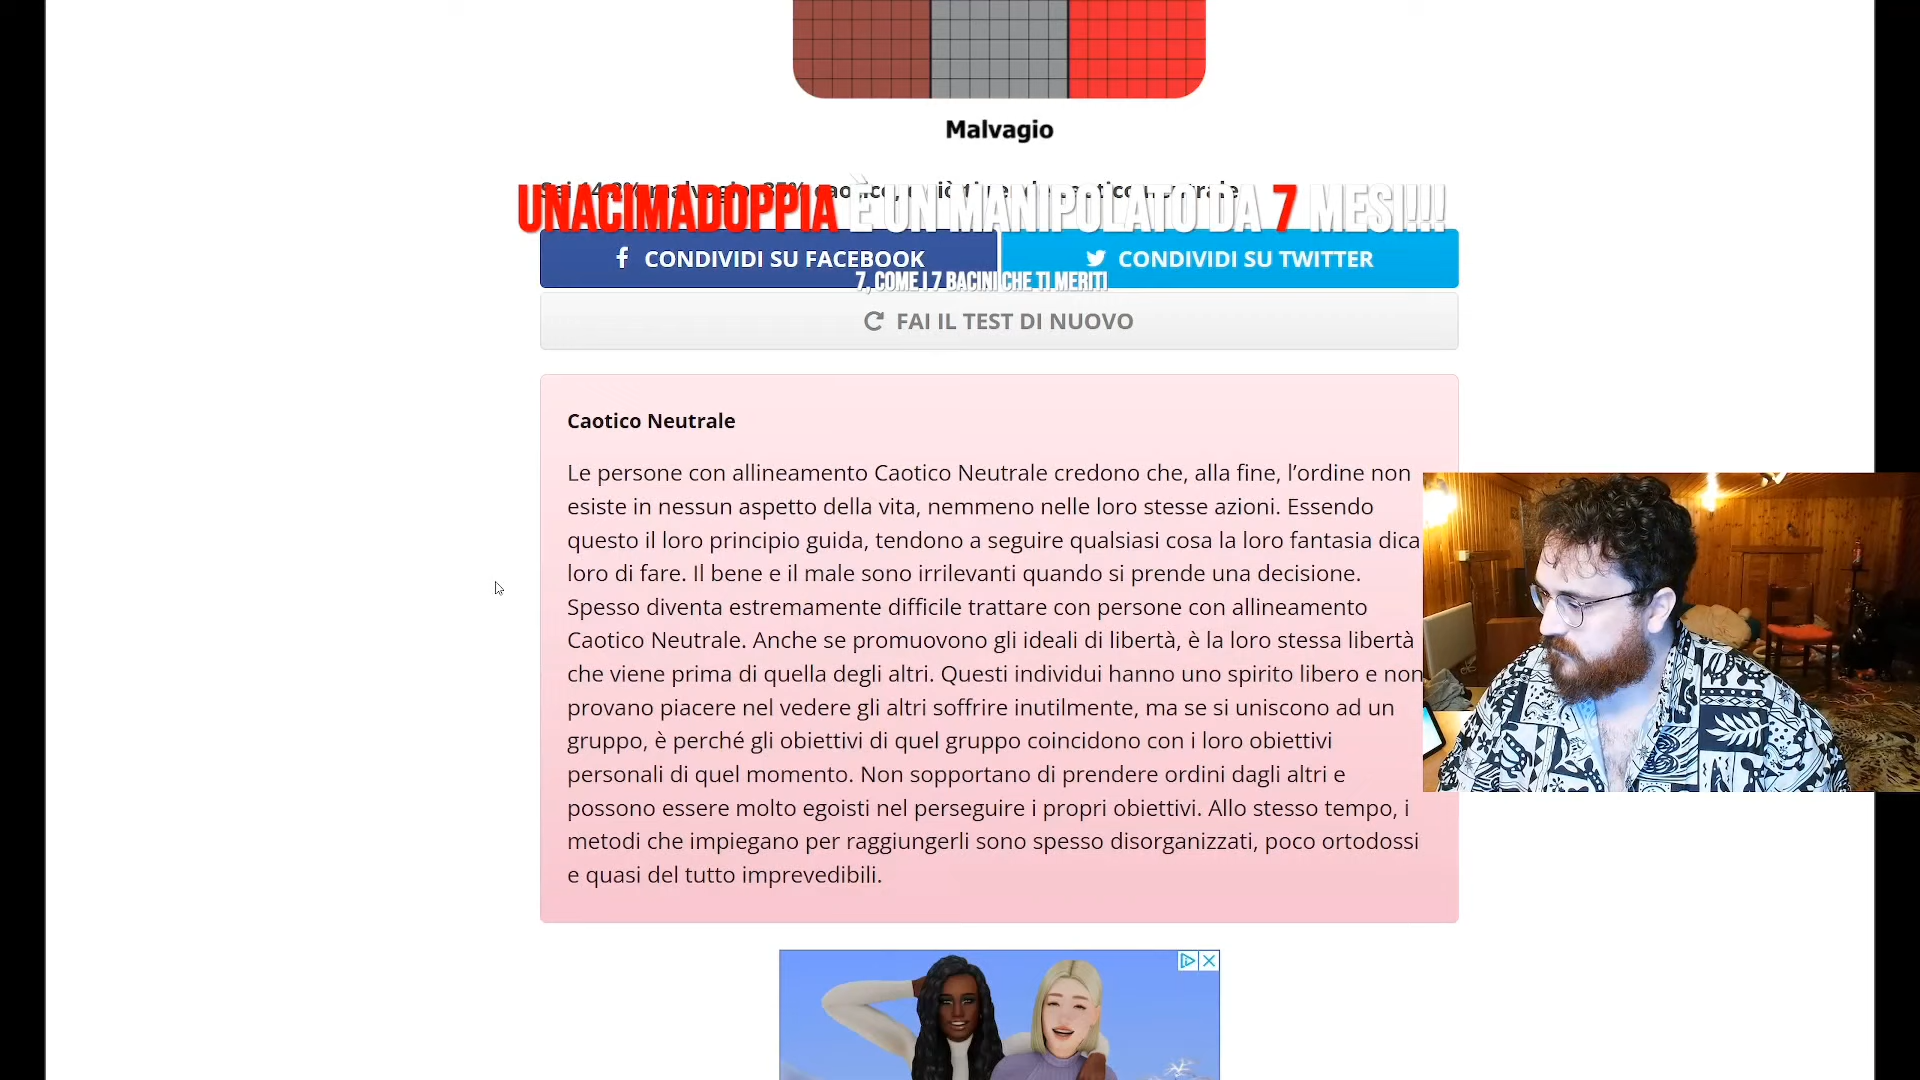 Malvagio
UNACIMADOPPIA È UN MANIPOLATO DA 7 MESI!!!
CONDIVIDI SU FACEBOOK
CONDIVIDI SU TWITTER
7, COME I 7 BACINI CHE TI MERITI
FAI IL TEST DI NUOVO
Caotico Neutrale
Le persone con allineamento Caotico Neutrale credono che, alla fine, l’ordine non
esiste in nessun aspetto della vita, nemmeno nelle loro stesse azioni. Essendo
questo il loro principio guida, tendono a seguire qualsiasi cosa la loro fantasia dica
loro di fare. Il bene e il male sono irrilevanti quando si prende una decisione.
Spesso diventa estremamente difficile trattare con persone con allineamento
Caotico Neutrale. Anche se promuovono gli ideali di libertà, è la loro stessa libertà
che viene prima di quella degli altri. Questi individui hanno uno spirito libero e non
provano piacere nel vedere gli altri soffrire inutilmente, ma se si uniscono ad un
gruppo, è perché gli obiettivi di quel gruppo coincidono con i loro obiettivi
personali di quel momento. Non sopportano di prendere ordini dagli altri e
possono essere molto egoisti nel perseguire i propri obiettivi. Allo stesso tempo, i
metodi che impiegano per raggiungerli sono spesso disorganizzati, poco ortodossi
e quasi del tutto imprevedibili.